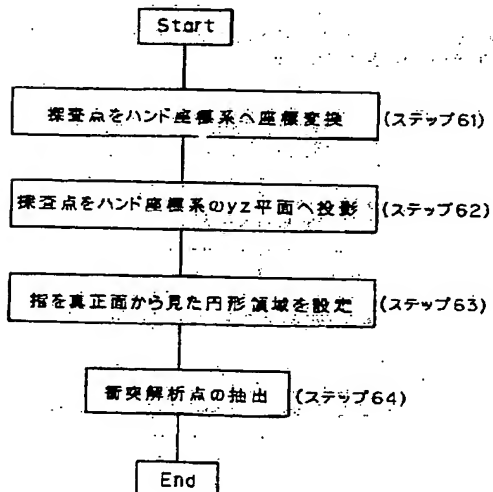 Start
探査点をハンド座標系へ座標変換 (ステップ61)
探査点をハンド座標系のyz平面へ投影 (ステップ62)
指を真正面から見た円形領域を設定 (ステップ63)
衝突解析点の抽出 (ステップ64)
End